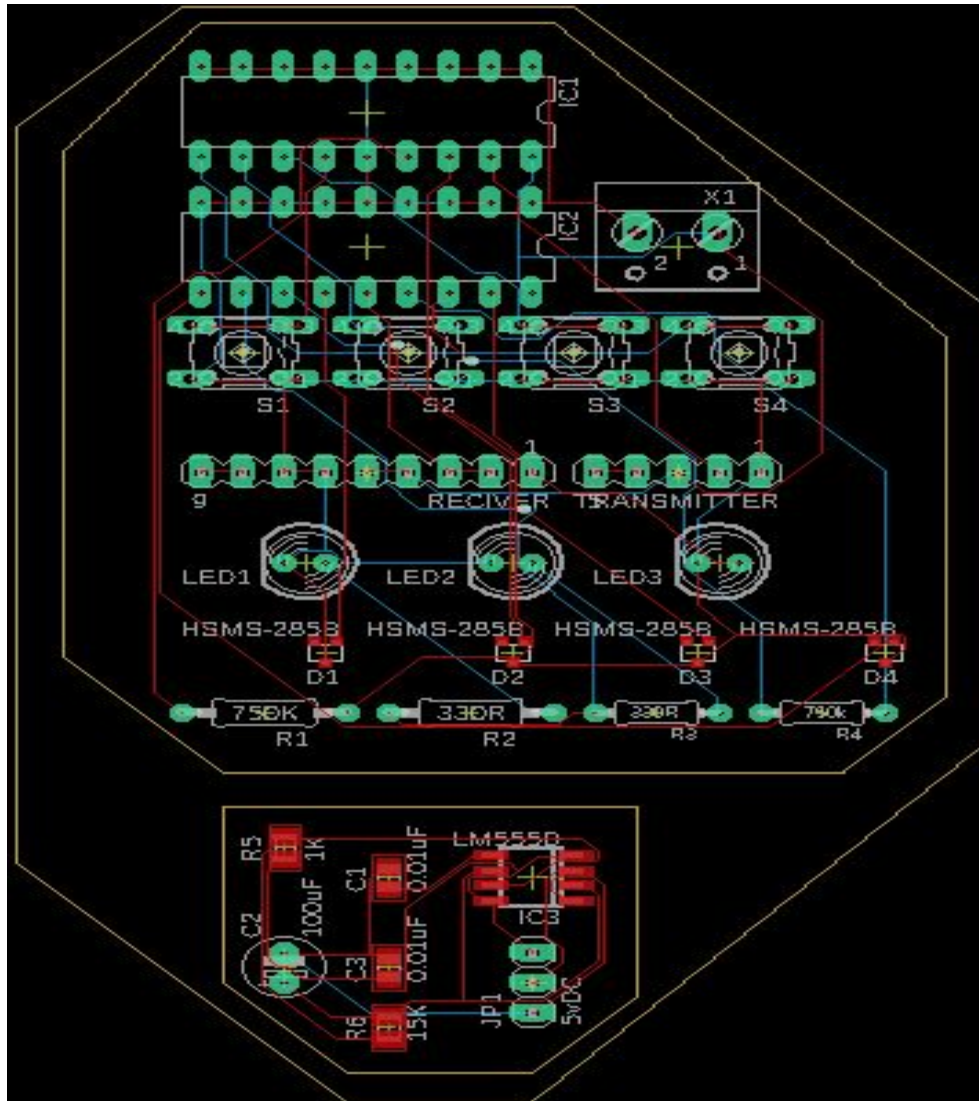 IC1
X1
IC2
2 1
S1 S2 S3 S4
1 1
9 RECIVER TRANSMITTER
LED1 LED2 LED3
HSMS-285B HSMS-285B HSMS-285B HSMS-285B
D1 D2 D3 D4
750K 330R 330R 750k
R1 R2 R3 R4
R5 1K C1 0.01uF LM555D
C2 100uF IC3
C3 0.01uF
R6 15K JP1 5vDC